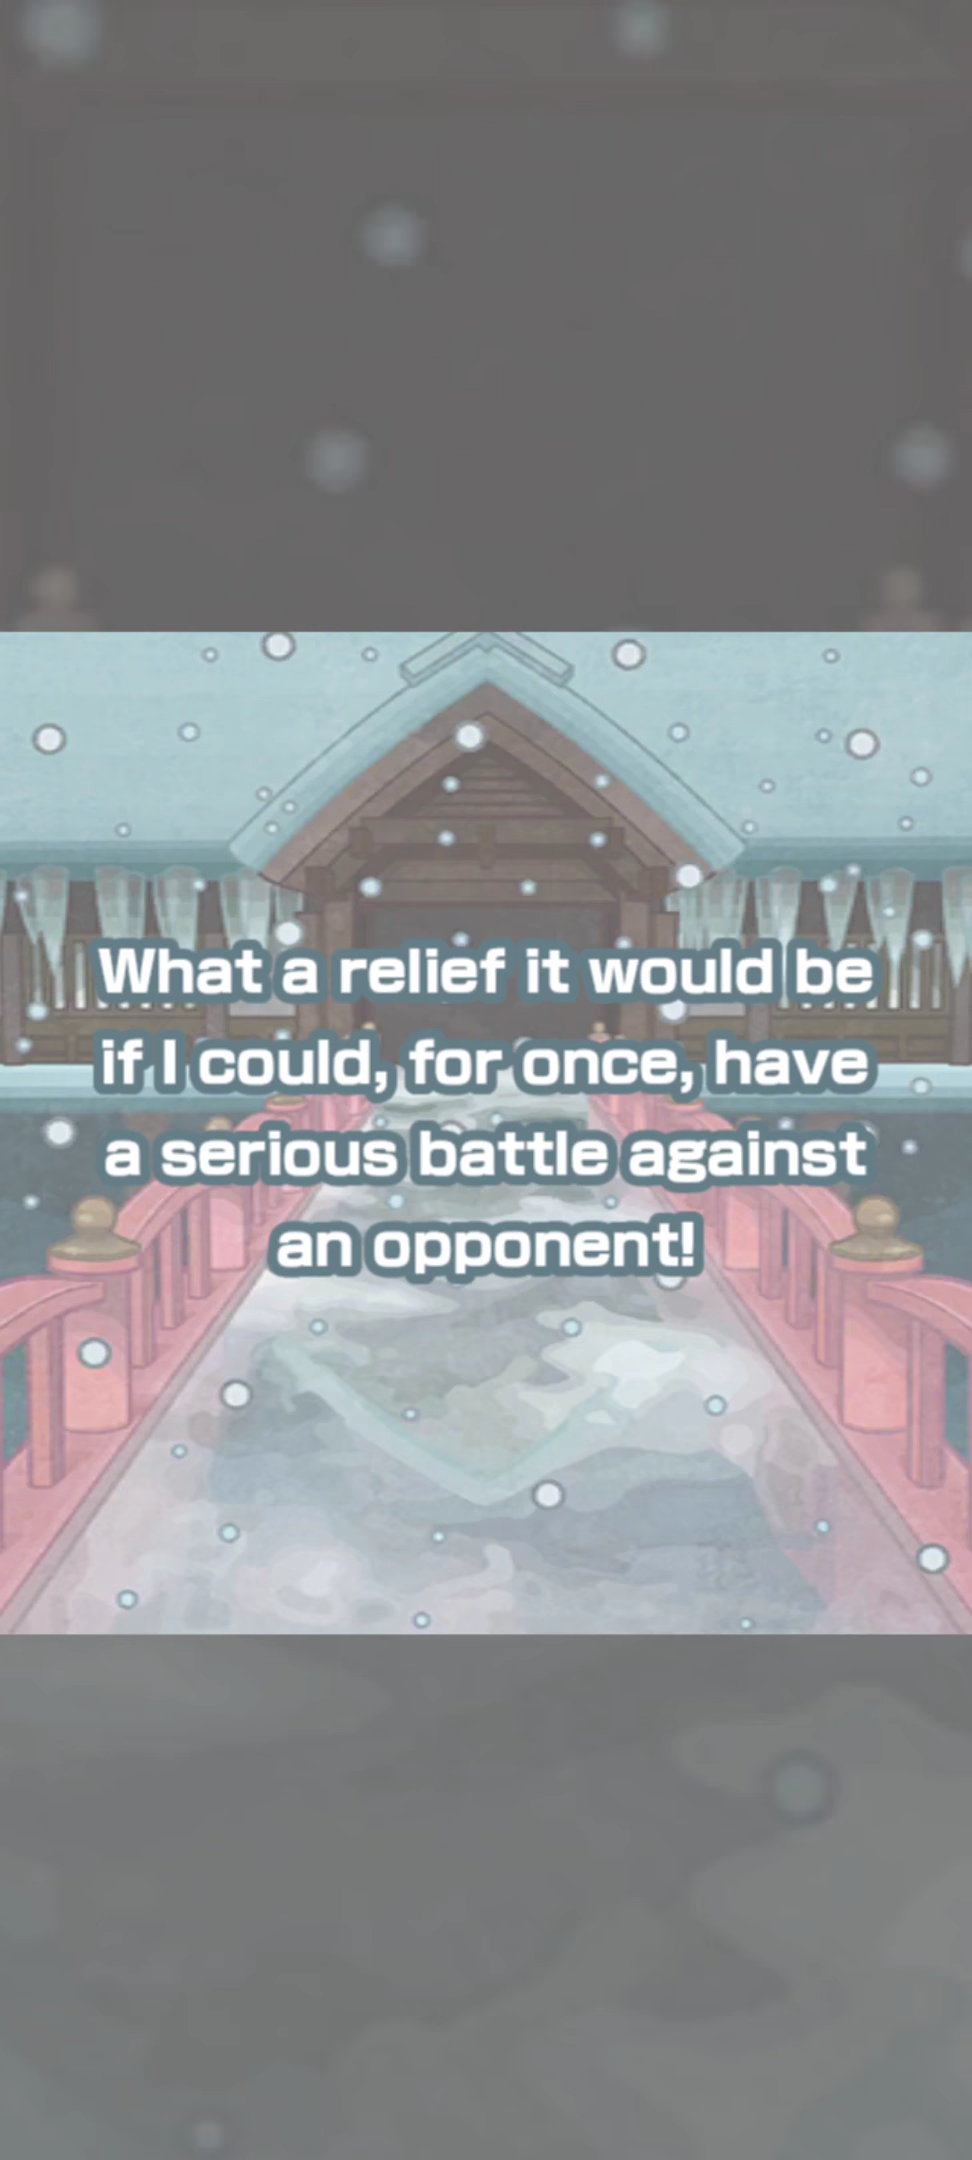 What a relief it would be
if I could, for once, have
a serious battle against
an opponent!